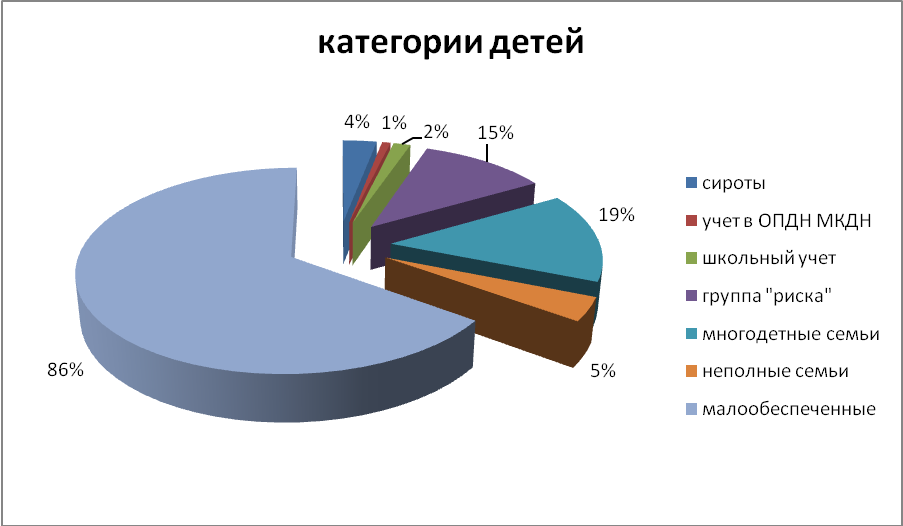 категории детей
4%
1%
2%
15%
19%
5%
86%
сироты
учет в ОПДН МКДН
школьный учет
группа "риска"
многодетные семьи
неполные семьи
малообеспеченные